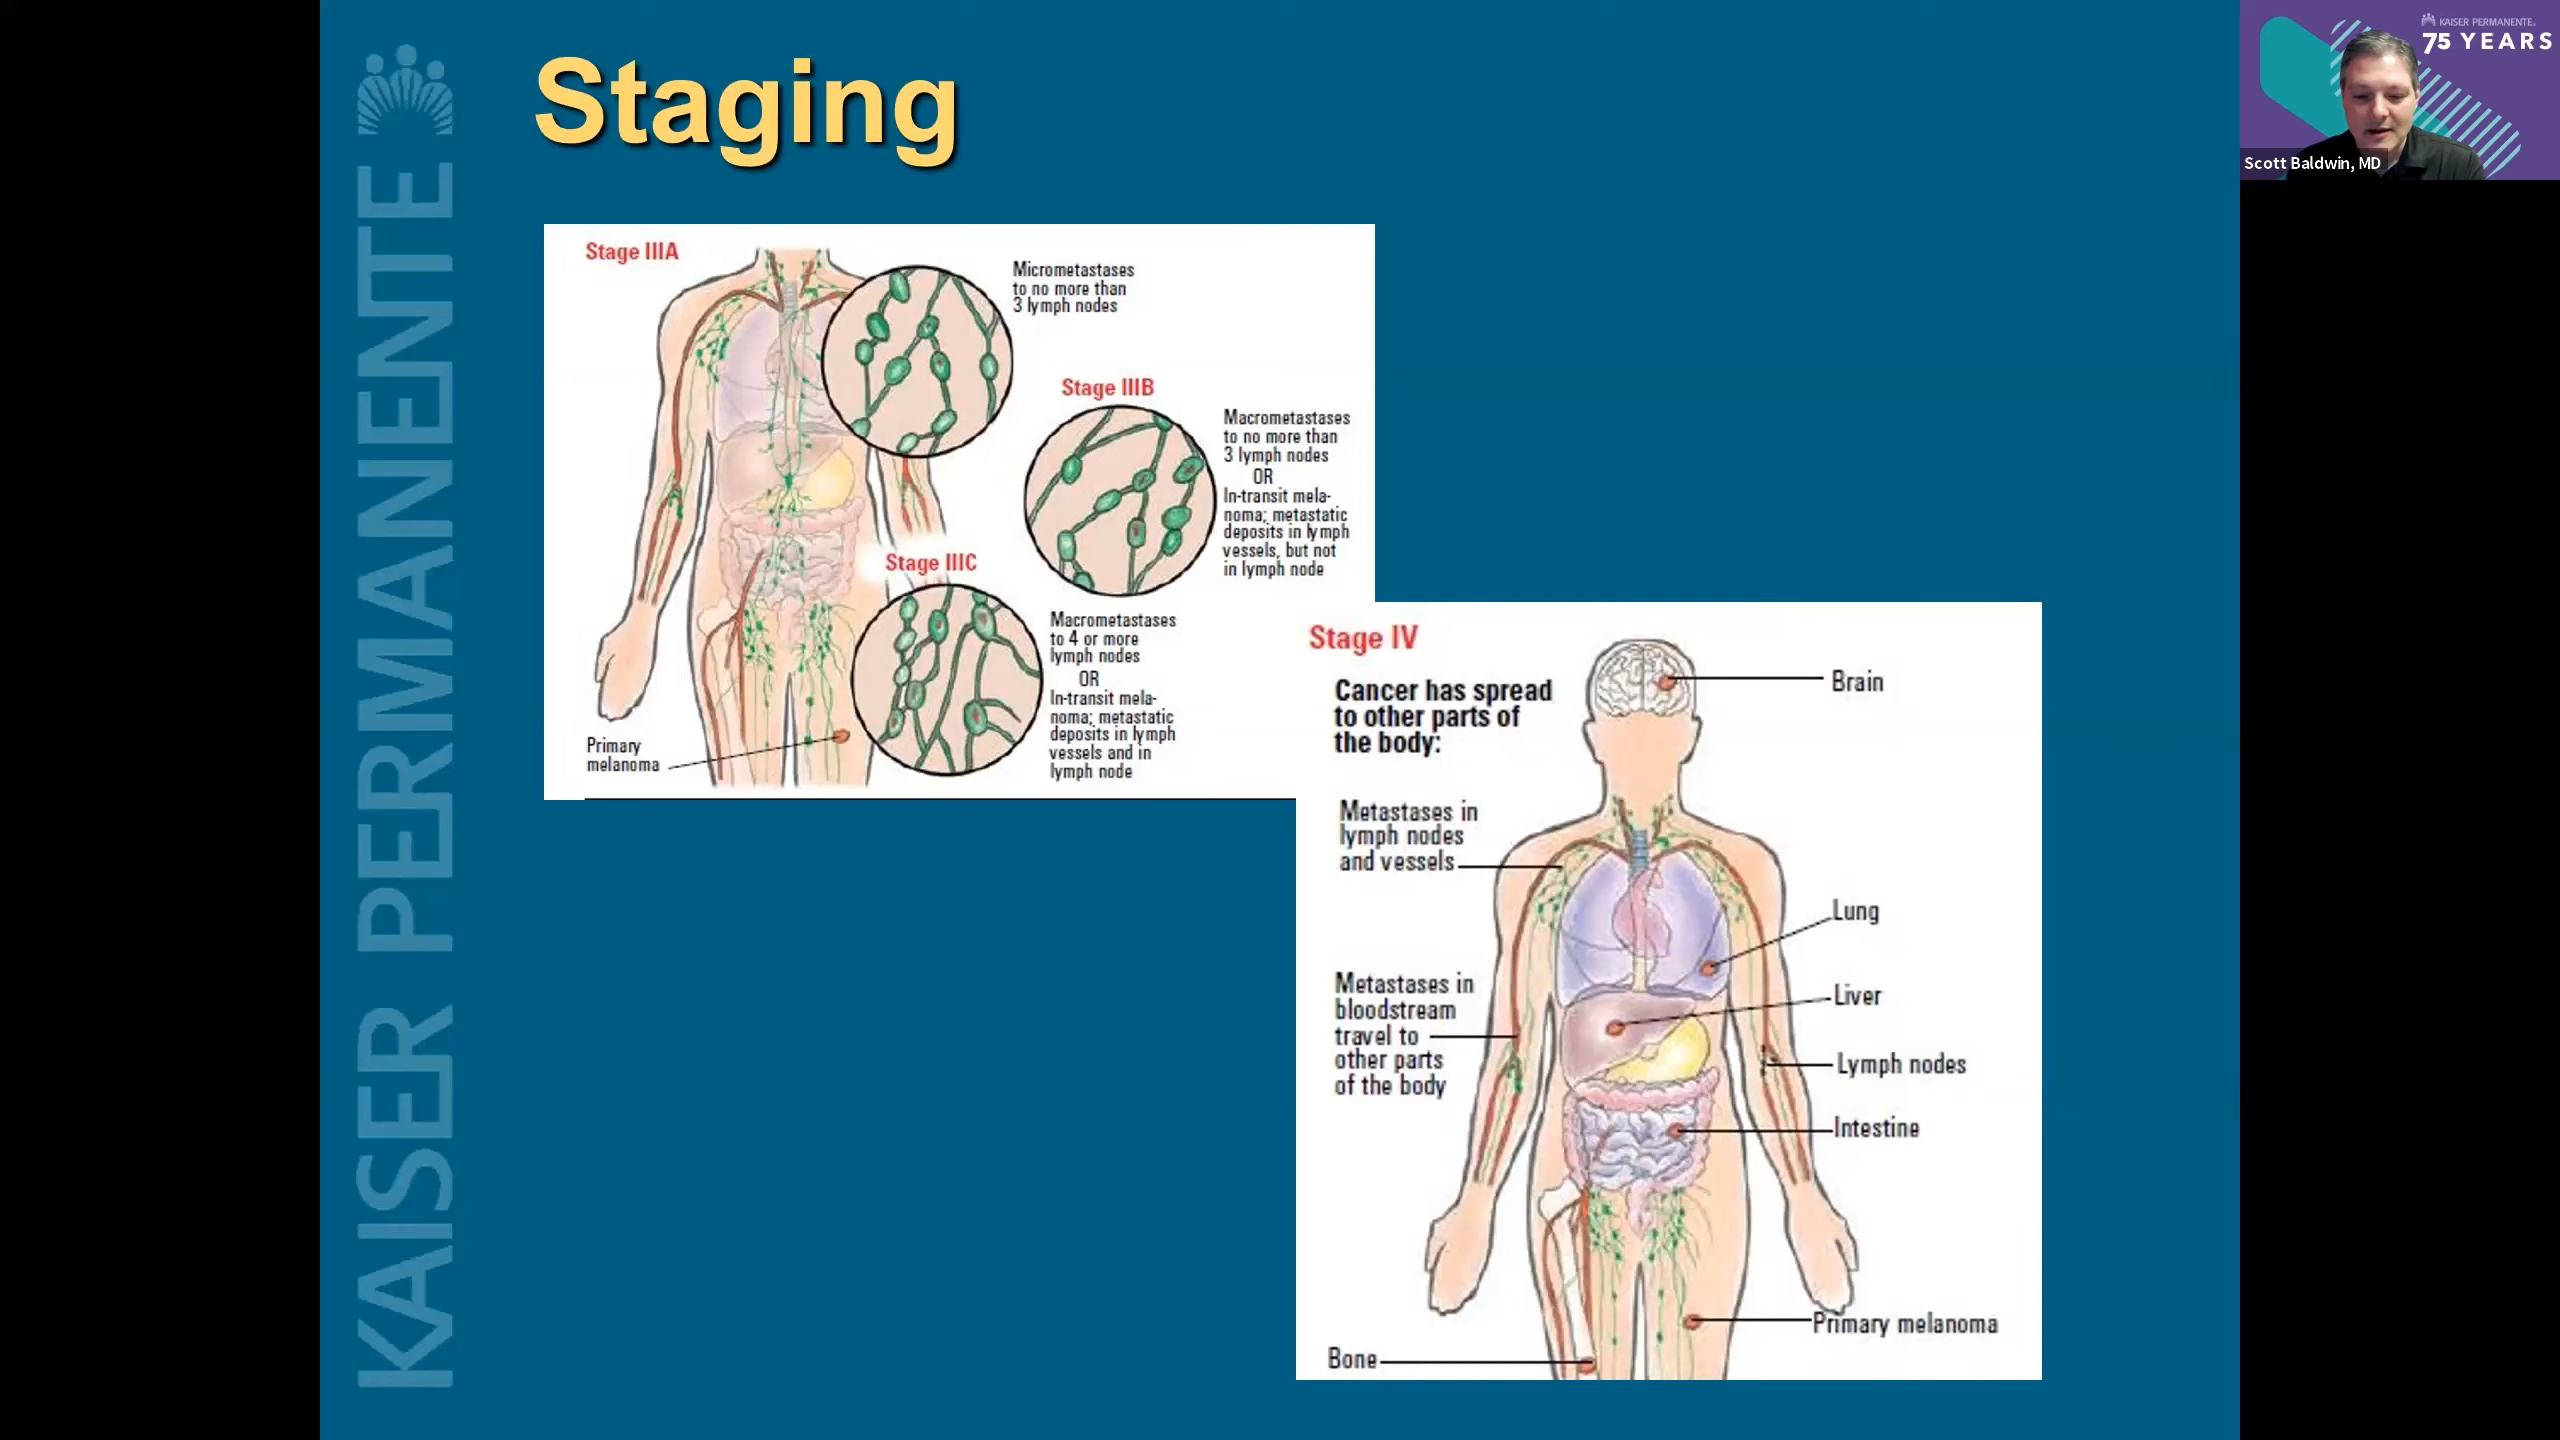 Staging
KAISER PERMANENTE
Stage IIIA
Micrometastases
to no more than
3 lymph nodes
Stage IIIB
Macrometastases
to no more than
3 lymph nodes
OR
In-transit mela-
noma; metastatic
deposits in lymph
vessels, but not
in lymph node
Stage IIIC
Macrometastases
to 4 or more
lymph nodes
OR
In-transit mela-
noma; metastatic
deposits in lymph
vessels and in
lymph node
Primary
melanoma
Stage IV
Cancer has spread
to other parts of
the body:
Brain
Metastases in
lymph nodes
and vessels
Lung
Metastases in
bloodstream
travel to
other parts
of the body
Liver
Lymph nodes
Intestine
Primary melanoma
Bone
KAISER PERMANENTE.
75 YEARS
Scott Baldwin, MD